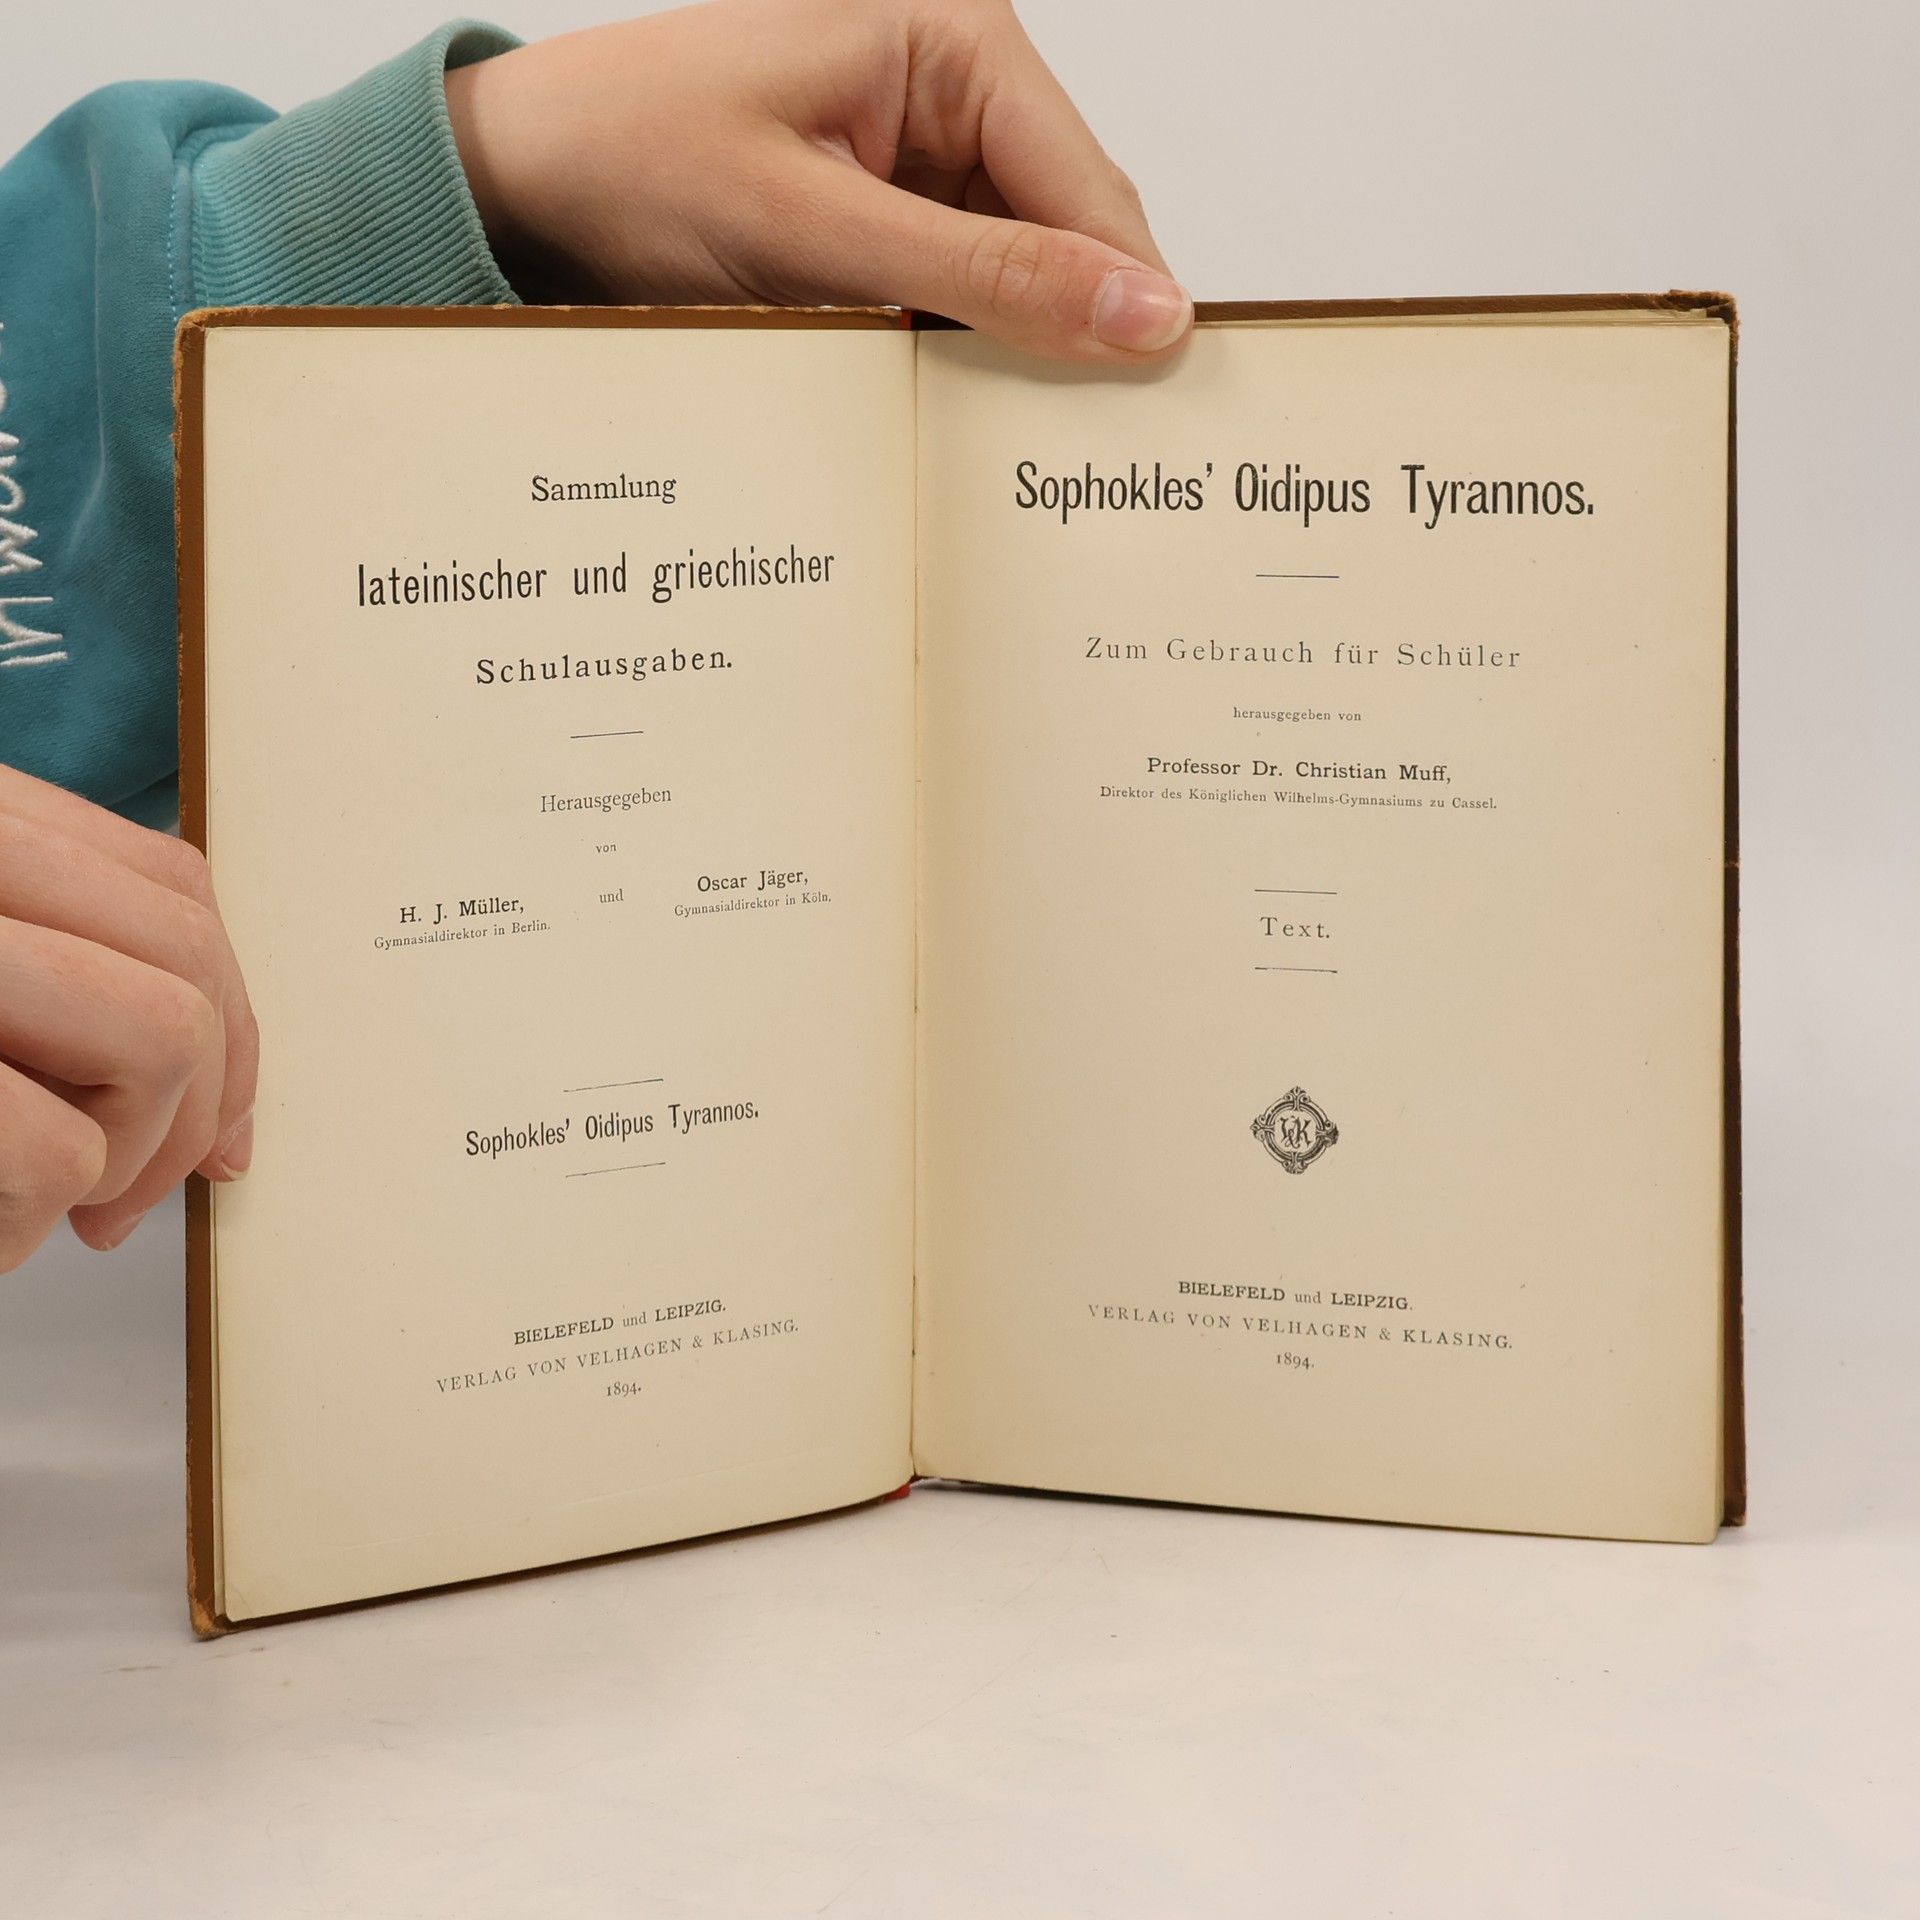 Sammlung
lateinischer und griechischer
Schulausgaben.
Herausgegeben
von
H. J. Müller,
Gymnasialdirektor in Berlin.
und
Oscar Jäger,
Gymnasialdirektor in Köln.
Sophokles' Oidipus Tyrannos.
BIELEFELD und LEIPZIG.
VERLAG VON VELHAGEN & KLASING.
1894.
Sophokles' Oidipus Tyrannos.
Zum Gebrauch für Schüler
herausgegeben von
Professor Dr. Christian Muff,
Direktor des Königlichen Wilhelms-Gymnasiums zu Cassel.
Text.
V&K
BIELEFELD und LEIPZIG.
VERLAG VON VELHAGEN & KLASING.
1894.